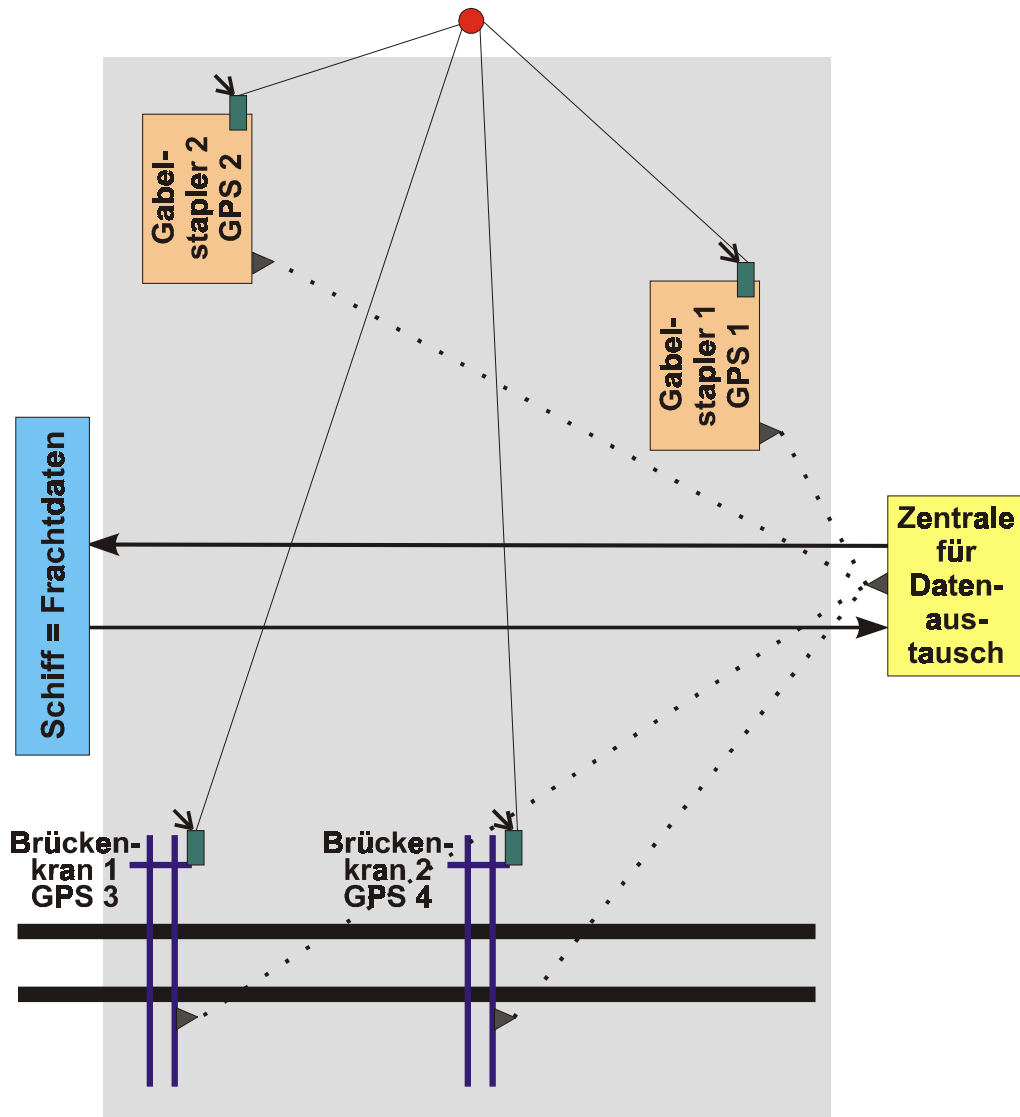 Gabel-
stapler 2
GPS 2
Gabel-
stapler 1
GPS 1
Schiff = Frachtdaten
Zentrale
für
Daten-
aus-
tausch
Brücken-
kran 1
GPS 3
Brücken-
kran 2
GPS 4